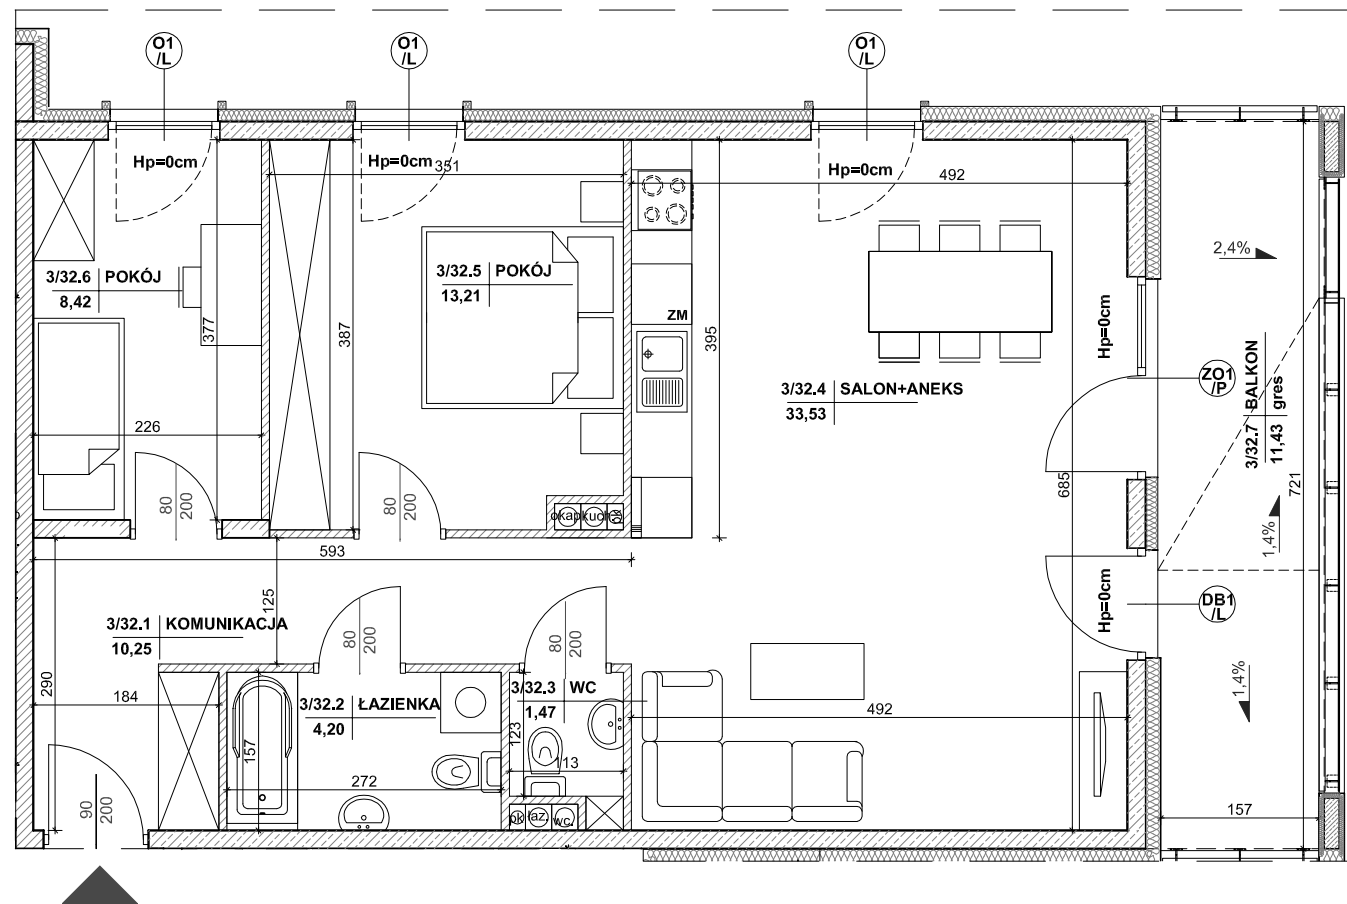 O1
/L
O1
/L
O1
/L
Hp=0cm
Hp=0cm
Hp=0cm
351
492
2,4%
3/32.6 POKÓJ
8,42
3/32.5 POKÓJ
13,21
ZM
377
387
395
Hp=0cm
ZO1
/P
3/32.4 SALON+ANEKS
33,53
3/32.7 BALKON
11,43 gres
226
80
200
80
200
okap
kuch
ok
685
721
1,4%
593
125
Hp=0cm
DB1
/L
3/32.1 KOMUNIKACJA
10,25
80
200
80
200
290
184
3/32.2 ŁAZIENKA
4,20
3/32.3 WC
1,47
1,4%
492
157
123
113
272
157
90
200
ok
łaz.
wc.